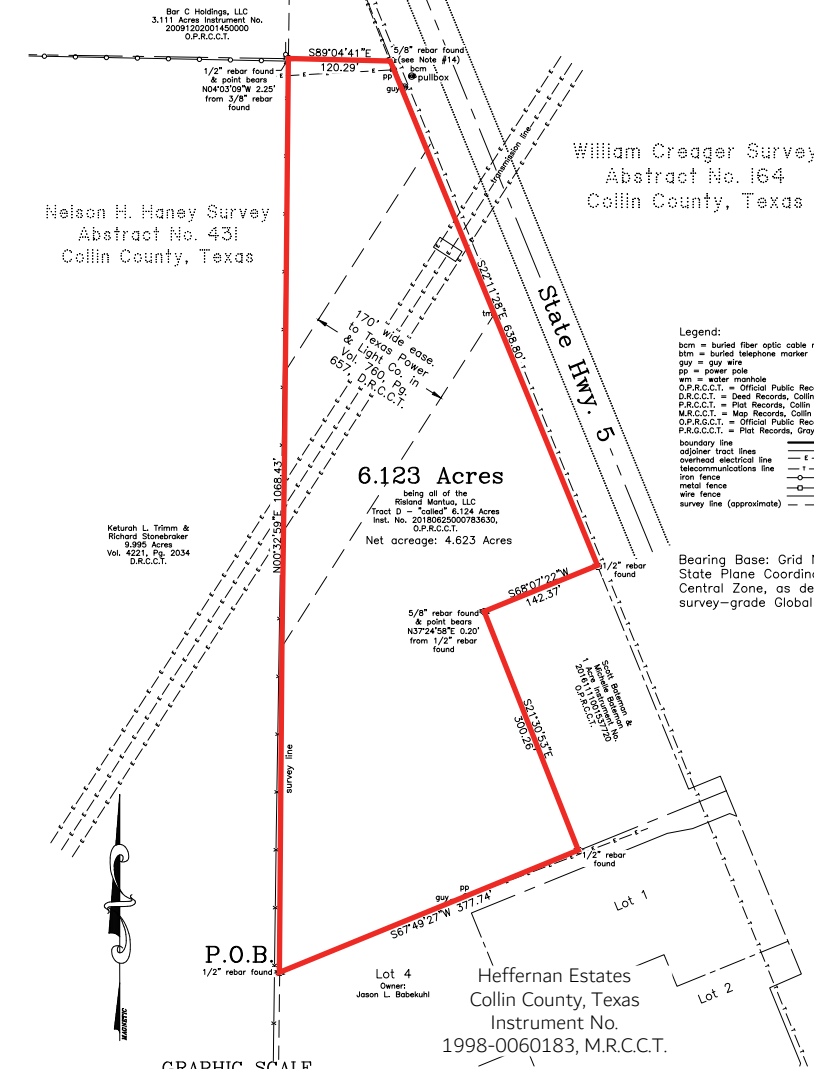 Bar C Holdings, LLC
3.111 Acres Instrument No.
20091202001450000
O.P.R.C.C.T.
S89°04'41"E
120.29'
5/8" rebar found
(see Note #14)
bcm
pullbox
pp
guy
1/2" rebar found
& point bears
N04°03'09"W 2.25'
from 3/8" rebar
found
transmission line
William Creager Survey
Abstract No. 164
Collin County, Texas
Nelson H. Haney Survey
Abstract No. 431
Collin County, Texas
S22°11'28"E 638.80'
State Hwy. 5
tm
170' wide ease.
to Texas Power
& Light Co. in
Vol. 760, Pg.
657, D.R.C.C.T.
Legend:
bcm = buried fiber optic cable
btm = buried telephone marker
guy = guy wire
pp = power pole
wm = water manhole
O.P.R.C.C.T. = Official Public Rec
D.R.C.C.T. = Deed Records, Collin
P.R.C.C.T. = Plat Records, Collin
M.R.C.C.T. = Map Records, Collin
O.P.R.G.C.T. = Official Public Rec
P.R.G.C.C.T. = Plat Records, Gray
boundary line
adjoiner tract lines
overhead electrical line E
telecommunications line T
iron fence
metal fence
wire fence
survey line (approximate)
N00°32'59"E 1068.43'
6.123 Acres
being all of the
Risland Mantua, LLC
Tract D - "called" 6.124 Acres
Inst. No. 20180625000783630,
O.P.R.C.C.T.
Net acreage: 4.623 Acres
Keturah L. Trimm &
Richard Stonebraker
9.995 Acres
Vol. 4221, Pg. 2034
D.R.C.C.T.
Bearing Base: Grid N
State Plane Coordina
Central Zone, as de
survey-grade Global
1/2" rebar
found
S68°07'22"W
142.37'
5/8" rebar found
& point bears
N37°24'58"E 0.20'
from 1/2" rebar
found
Scott Bateman &
Michelle Bateman
1 Acre Instrument No.
20161111001537720
O.P.R.C.C.T.
S21°30'53"E
300.26'
survey line
1/2" rebar
found
pp
guy
S67°49'27"W 377.74'
Lot 1
P.O.B.
1/2" rebar found
Lot 4
Owner:
Jason L. Babekuhl
Heffernan Estates
Collin County, Texas
Instrument No.
1998-0060183, M.R.C.C.T.
Lot 2
MAGNETIC
GRAPHIC SCALE